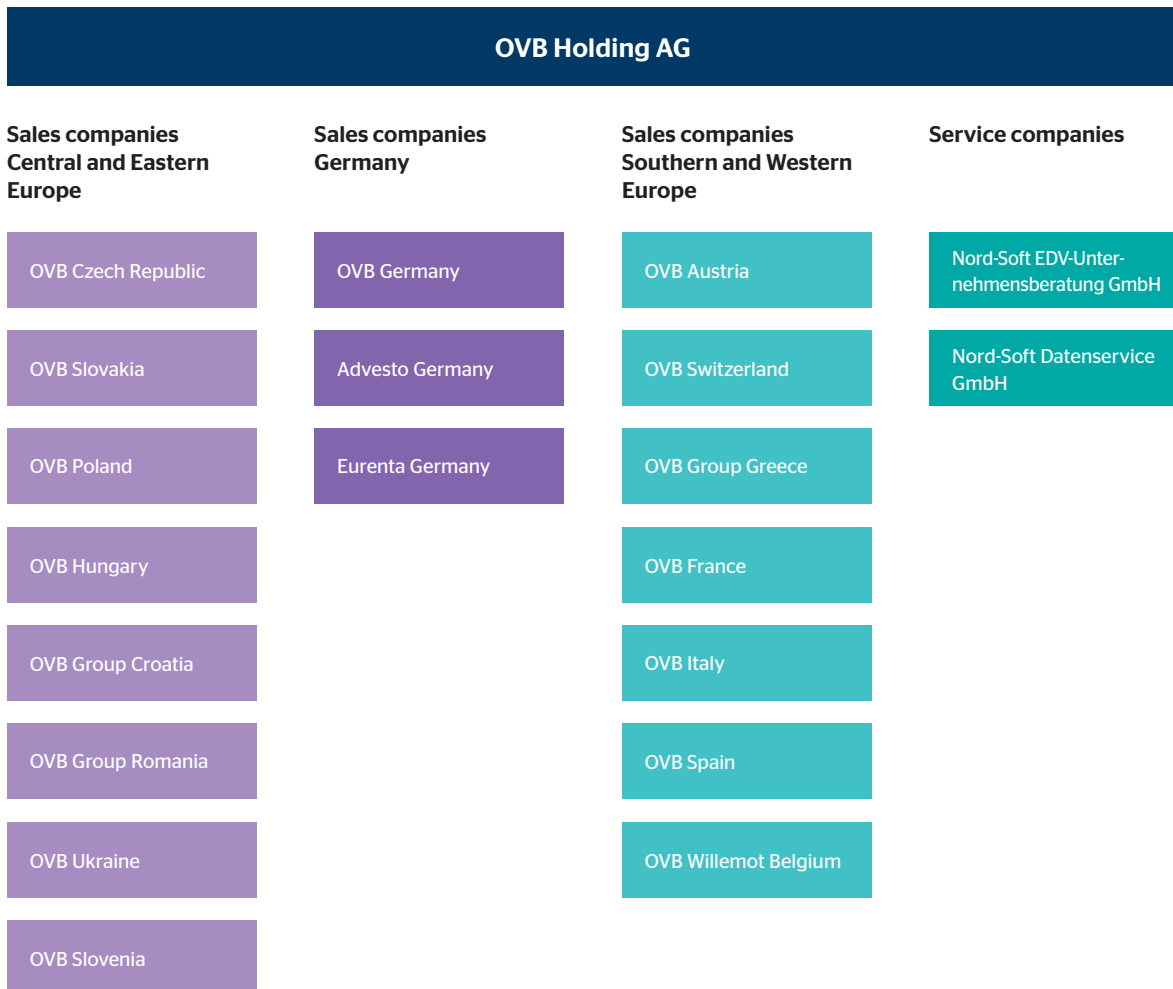 OVB Holding AG
Sales companies
Central and Eastern
Europe
OVB Czech Republic
OVB Slovakia
OVB Poland
OVB Hungary
OVB Group Croatia
OVB Group Romania
OVB Ukraine
OVB Slovenia
Sales companies
Germany
OVB Germany
Advesto Germany
Eurenta Germany
Sales companies
Southern and Western
Europe
OVB Austria
OVB Switzerland
OVB Group Greece
OVB France
OVB Italy
OVB Spain
OVB Willemot Belgium
Service companies
Nord-Soft EDV-Unter-
nehmensberatung GmbH
Nord-Soft Datenservice
GmbH